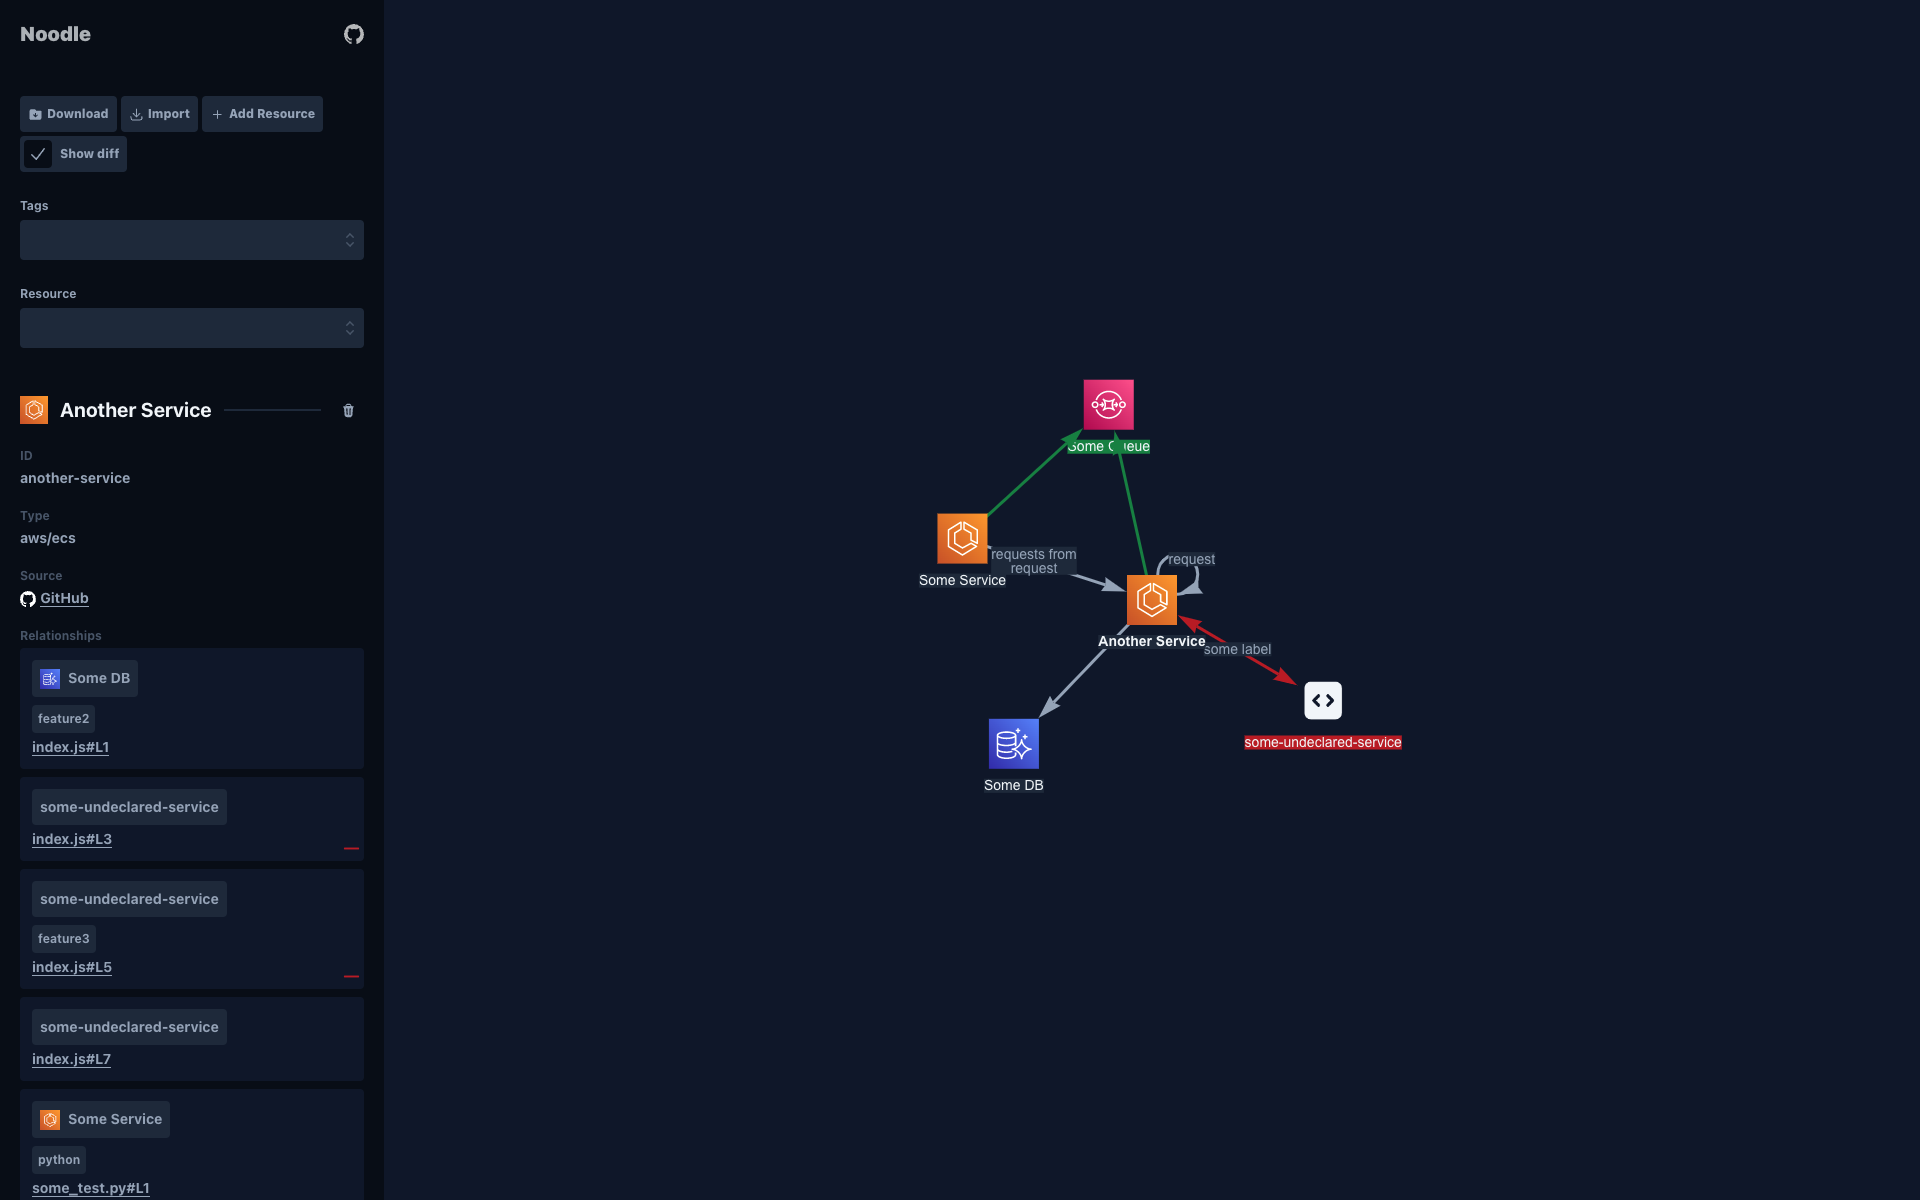 Noodle
Download
Import
Add Resource
Show diff
Tags
Resource
Another Service
ID
another-service
Type
aws/ecs
Source
GitHub
Relationships
Some DB
feature2
index.js#L1
some-undeclared-service
index.js#L3
some-undeclared-service
feature3
index.js#L5
some-undeclared-service
index.js#L7
Some Service
python
some_test.py#L1
Some Queue
requests from
request
Some Service
request
Another Service
some label
some-undeclared-service
Some DB